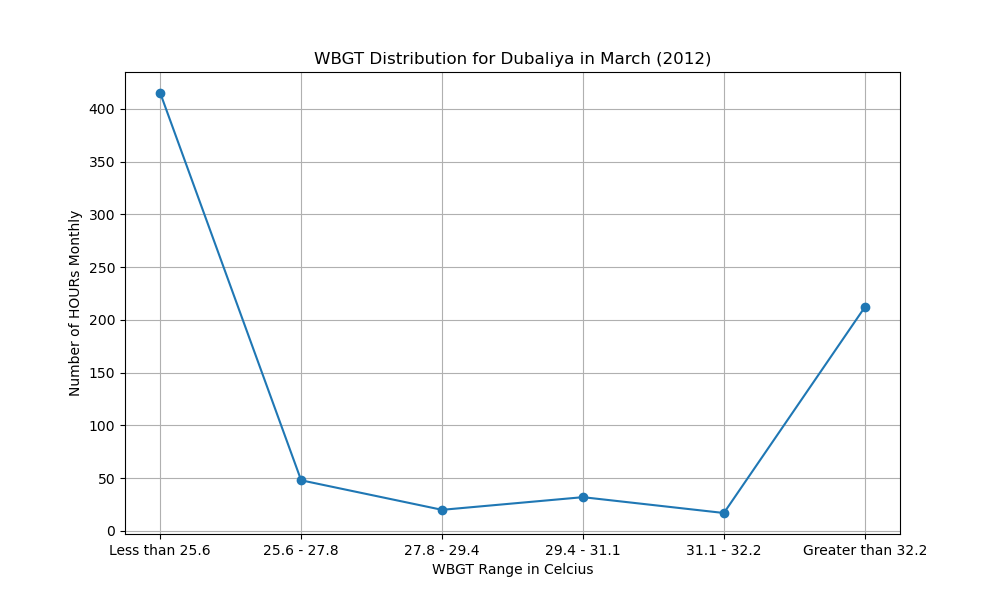 WBGT Distribution for Dubaliya in March (2012)
Number of HOURs Monthly
400
350
300
250
200
150
100
50
0
Less than 25.6
25.6 - 27.8
27.8 - 29.4
29.4 - 31.1
31.1 - 32.2
Greater than 32.2
WBGT Range in Celcius